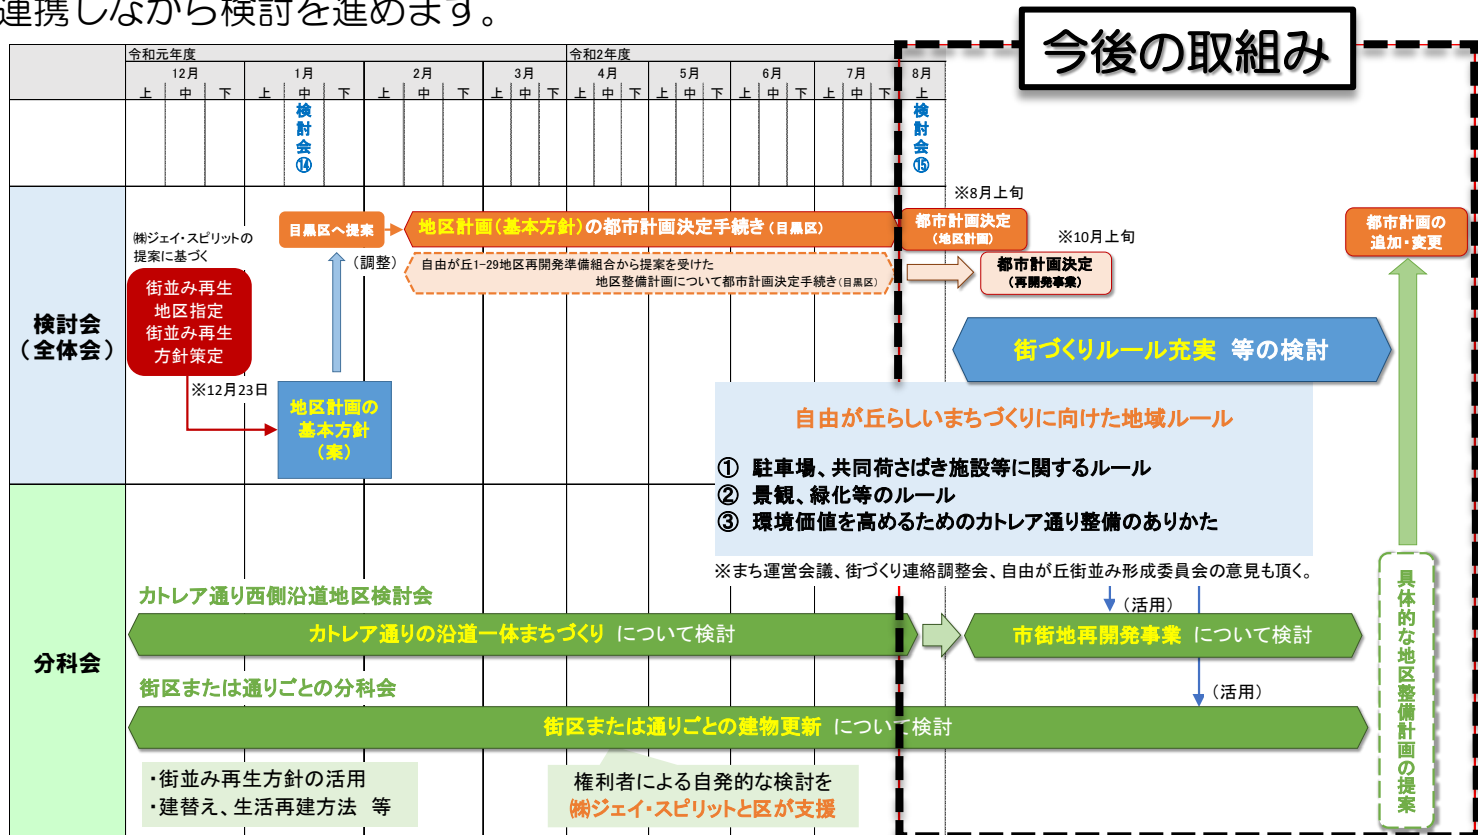 連携しながら検討を進めます。
今後の取組み
令和元年度
令和2年度
12月
1月
2月
3月
4月
5月
6月
7月
8月
上 中 下 上 中 下 上 中 下 上 中 下 上 中 下 上 中 下 上 中 下 上 中 下 上
検討会⑭
検討会⑮
検討会
（全体会）
㈱ジェイ・スピリットの
提案に基づく
街並み再生
地区指定
街並み再生
方針策定
※12月23日
地区計画の
基本方針
（案）
目黒区へ提案
（調整）
地区計画（基本方針）の都市計画決定手続き（目黒区）
自由が丘1-29地区再開発準備組合から提案を受けた
地区整備計画について都市計画決定手続き（目黒区）
※8月上旬
都市計画決定
（地区計画）
※10月上旬
都市計画決定
（再開発事業）
都市計画の
追加・変更
街づくりルール充実 等の検討
自由が丘らしいまちづくりに向けた地域ルール
① 駐車場、共同荷さばき施設等に関するルール
② 景観、緑化等のルール
③ 環境価値を高めるためのカトレア通り整備のありかた
※まち運営会議、街づくり連絡調整会、自由が丘街並み形成委員会の意見も頂く。
分科会
カトレア通り西側沿道地区検討会
カトレア通りの沿道一体まちづくり について検討
（活用）
市街地再開発事業 について検討
街区または通りごとの分科会
（活用）
街区または通りごとの建物更新 について検討
・街並み再生方針の活用
・建替え、生活再建方法 等
権利者による自発的な検討を
㈱ジェイ・スピリットと区が支援
具体的な地区整備計画の提案